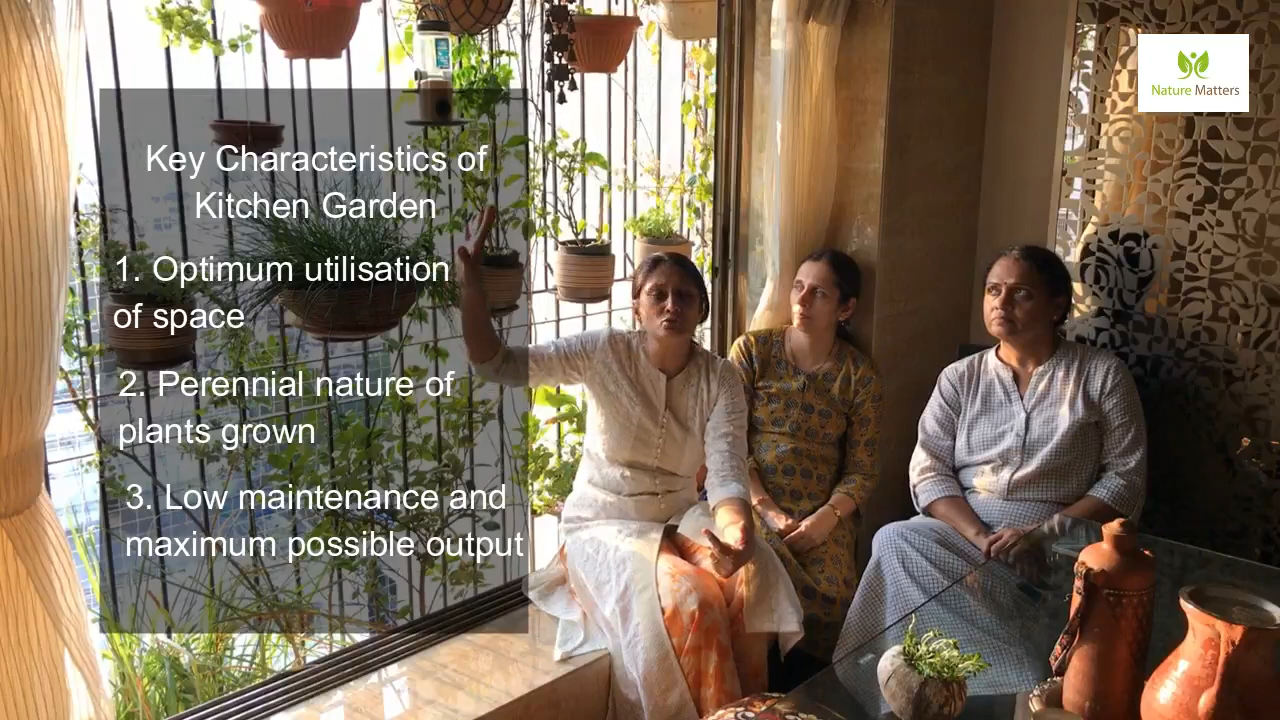 Key Characteristics of
Kitchen Garden
1. Optimum utilisation
of space
2. Perennial nature of
plants grown
3. Low maintenance and
maximum possible output
Nature Matters